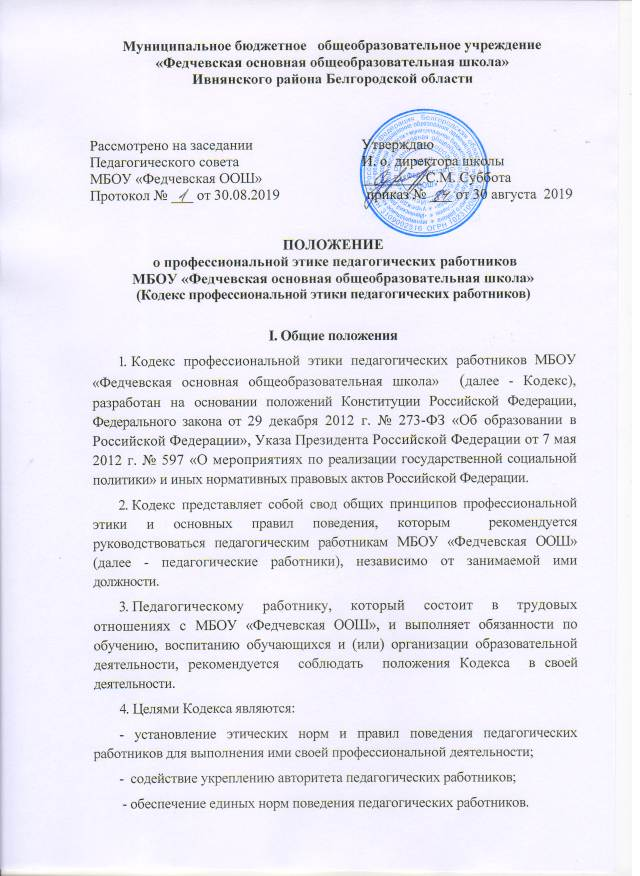 Муниципальное бюджетное общеобразовательное учреждение
«Федчевская основная общеобразовательная школа»
Ивнянского района Белгородской области
Рассмотрено на заседании
Педагогического совета
МБОУ «Федчевская ООШ»
Протокол № 1 от 30.08.2019
Утверждаю
И. о. директора школы
С.М. Суббота
приказ № 84 от 30 августа 2019
ПОЛОЖЕНИЕ
о профессиональной этике педагогических работников
МБОУ «Федчевская основная общеобразовательная школа»
(Кодекс профессиональной этики педагогических работников)
I. Общие положения
1. Кодекс профессиональной этики педагогических работников МБОУ
«Федчевская основная общеобразовательная школа» (далее - Кодекс),
разработан на основании положений Конституции Российской Федерации,
Федерального закона от 29 декабря 2012 г. № 273-ФЗ «Об образовании в
Российской Федерации», Указа Президента Российской Федерации от 7 мая
2012 г. № 597 «О мероприятиях по реализации государственной социальной
политики» и иных нормативных правовых актов Российской Федерации.
2. Кодекс представляет собой свод общих принципов профессиональной
этики и основных правил поведения, которым рекомендуется
руководствоваться педагогическим работникам МБОУ «Федчевская ООШ»
(далее - педагогические работники), независимо от занимаемой ими
должности.
3. Педагогическому работнику, который состоит в трудовых
отношениях с МБОУ «Федчевская ООШ», и выполняет обязанности по
обучению, воспитанию обучающихся и (или) организации образовательной
деятельности, рекомендуется соблюдать положения Кодекса в своей
деятельности.
4. Целями Кодекса являются:
- установление этических норм и правил поведения педагогических
работников для выполнения ими своей профессиональной деятельности;
- содействие укреплению авторитета педагогических работников;
- обеспечение единых норм поведения педагогических работников.